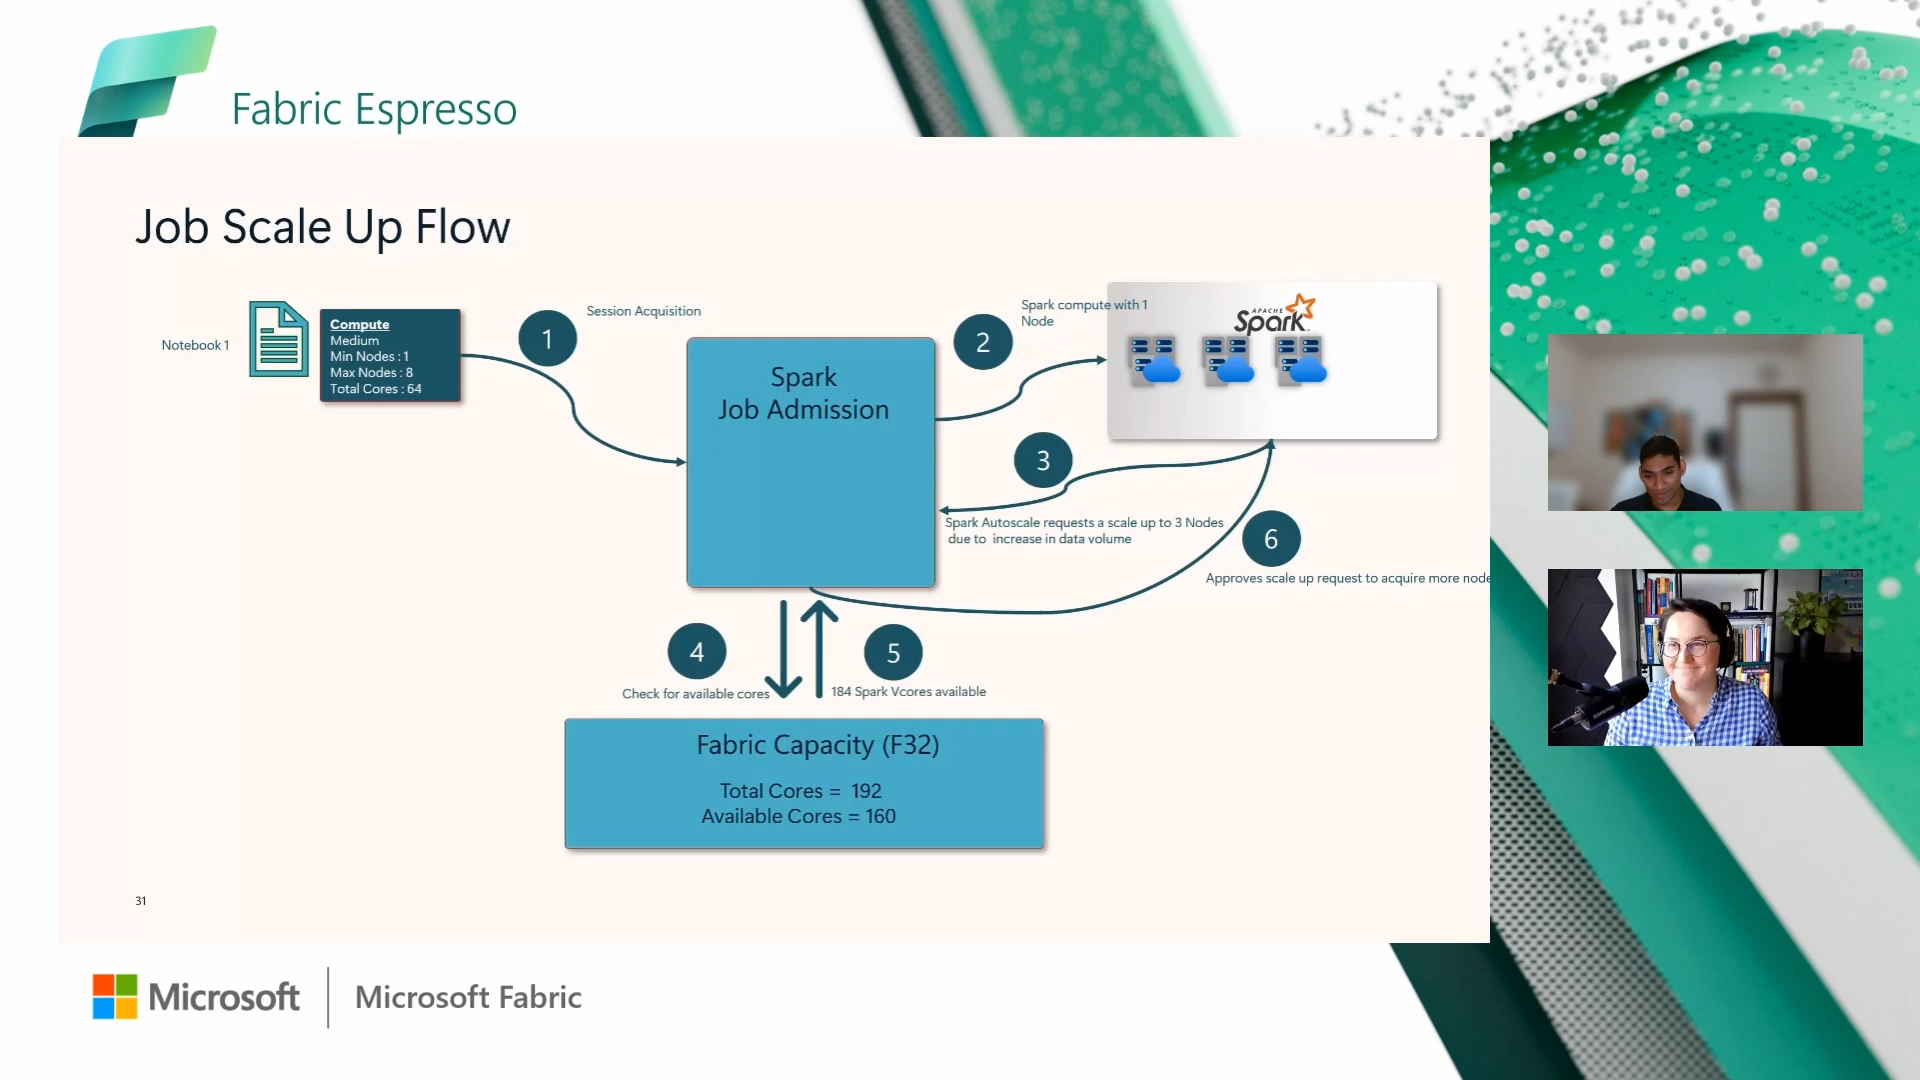 Fabric Espresso
Job Scale Up Flow
Notebook 1
Compute
Medium
Min Nodes : 1
Max Nodes : 8
Total Cores : 64
1
Session Acquisition
Spark
Job Admission
2
Spark compute with 1
Node
APACHE
Spark
3
Spark Autoscale requests a scale up to 3 Nodes
due to increase in data volume
6
Approves scale up request to acquire more node
4
Check for available cores
5
184 Spark Vcores available
Fabric Capacity (F32)
Total Cores = 192
Available Cores = 160
31
Microsoft
Microsoft Fabric